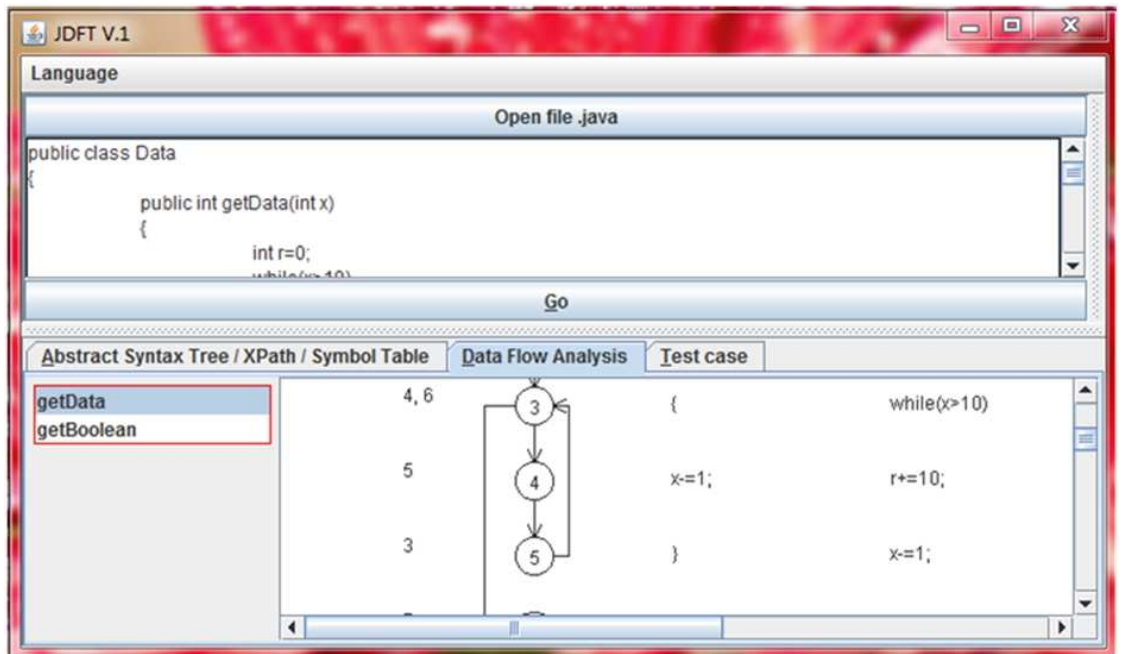 JDFT V.1
Language
Open file .java
public class Data
{
public int getData(int x)
{
int r=0;
while(x>10)
Go
Abstract Syntax Tree / XPath / Symbol Table Data Flow Analysis Test case
getData
getBoolean
4, 6 3 { while(x>10)
5 4 x-=1; r+=10;
3 5 } x-=1;